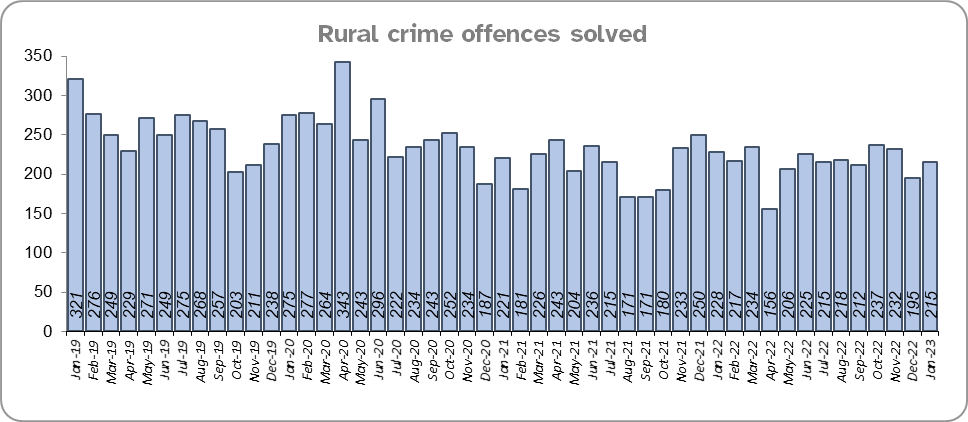 Rural crime offences solved
350
300
250
200
150
100
50
0
321 276 249 229 271 249 275 268 257 203 211 238 275 277 264 343 243 296 222 234 243 252 234 187 221 181 226 243 204 236 215 171 171 180 233 250 228 217 234 156 206 225 215 218 212 237 232 195 215
Jan-19 Feb-19 Mar-19 Apr-19 May-19 Jun-19 Jul-19 Aug-19 Sep-19 Oct-19 Nov-19 Dec-19 Jan-20 Feb-20 Mar-20 Apr-20 May-20 Jun-20 Jul-20 Aug-20 Sep-20 Oct-20 Nov-20 Dec-20 Jan-21 Feb-21 Mar-21 Apr-21 May-21 Jun-21 Jul-21 Aug-21 Sep-21 Oct-21 Nov-21 Dec-21 Jan-22 Feb-22 Mar-22 Apr-22 May-22 Jun-22 Jul-22 Aug-22 Sep-22 Oct-22 Nov-22 Dec-22 Jan-23